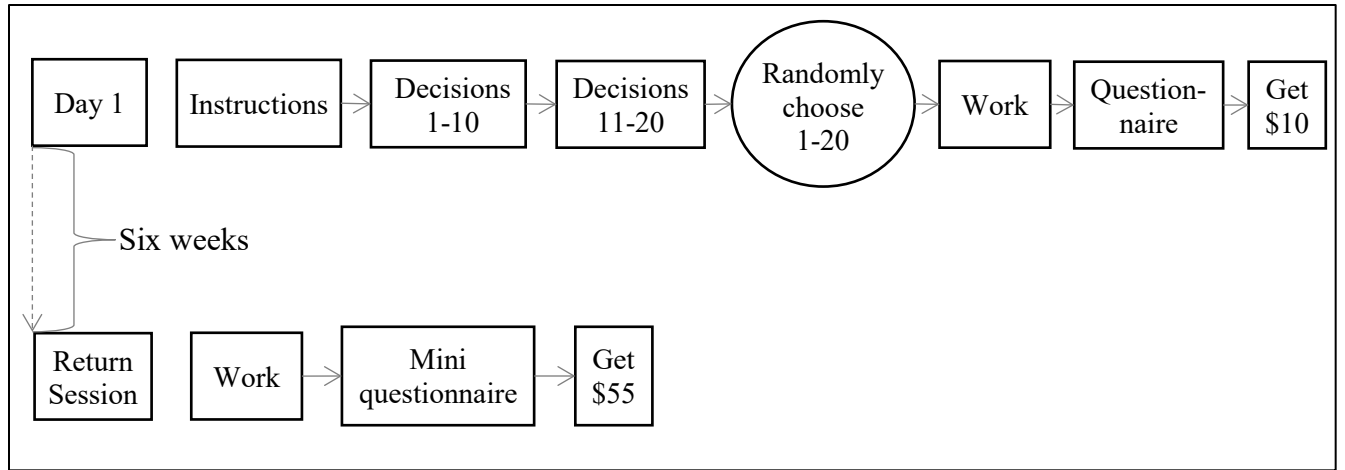 Day 1
Instructions
Decisions
1-10
Decisions
11-20
Randomly
choose
1-20
Work
Question-
naire
Get
$10
Six weeks
Return
Session
Work
Mini
questionnaire
Get
$55